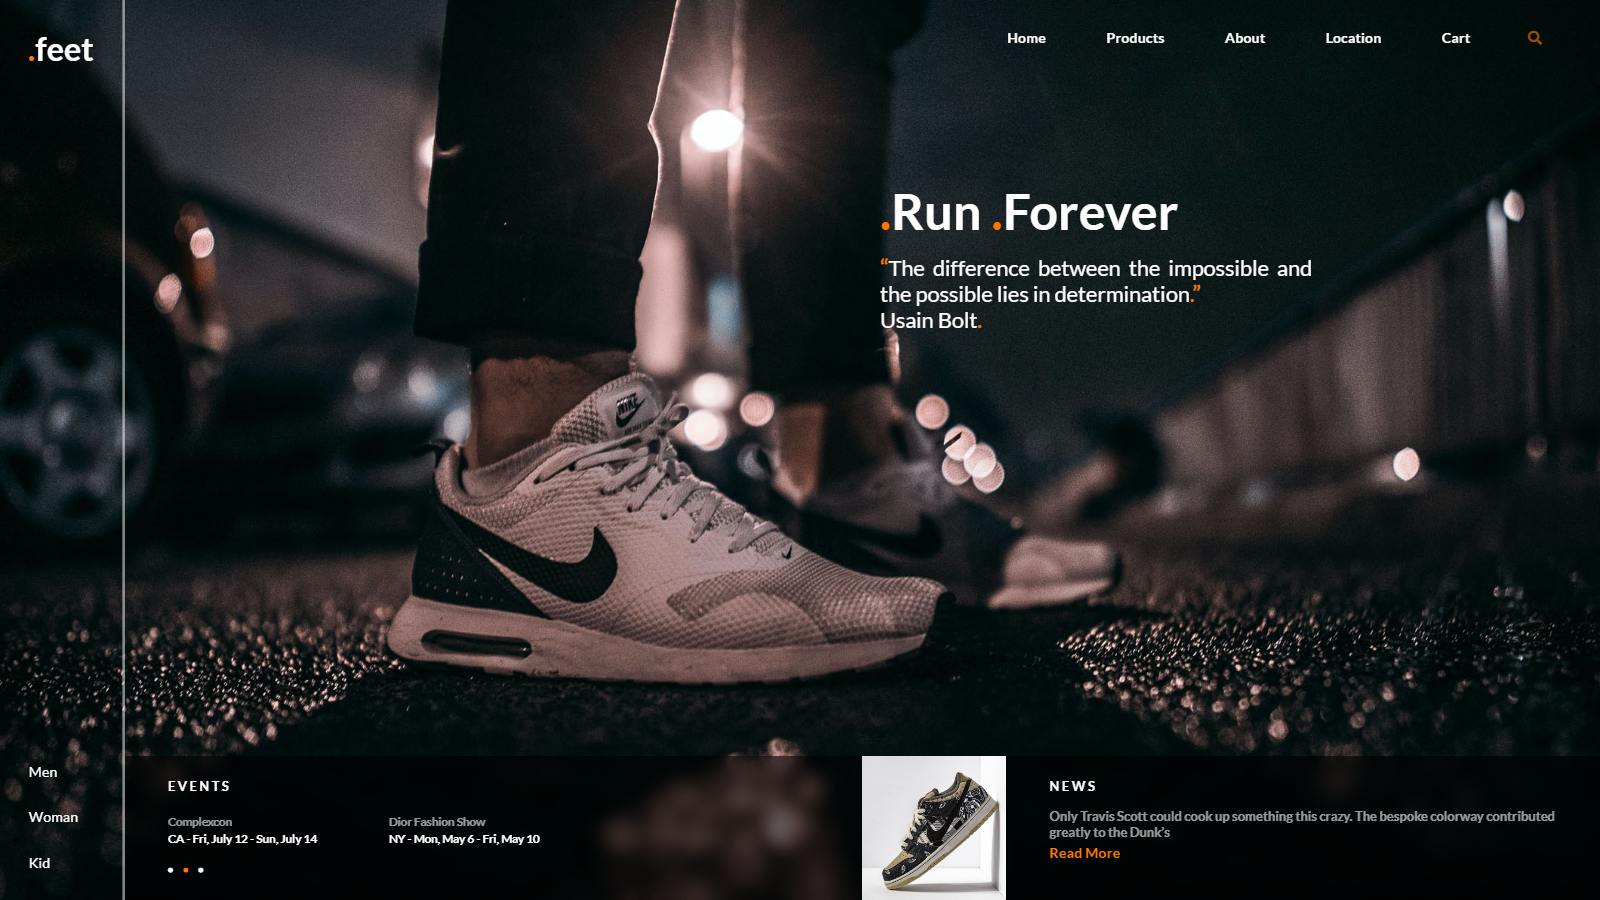 .feet
Home Products About Location Cart
.Run .Forever
“The difference between the impossible and
the possible lies in determination.”
Usain Bolt.
NIKE
Men
Woman
Kid
EVENTS
Complexcon
CA - Fri, July 12 - Sun, July 14
Dior Fashion Show
NY - Mon, May 6 - Fri, May 10
NEWS
Only Travis Scott could cook up something this crazy. The bespoke colorway contributed
greatly to the Dunk’s
Read More